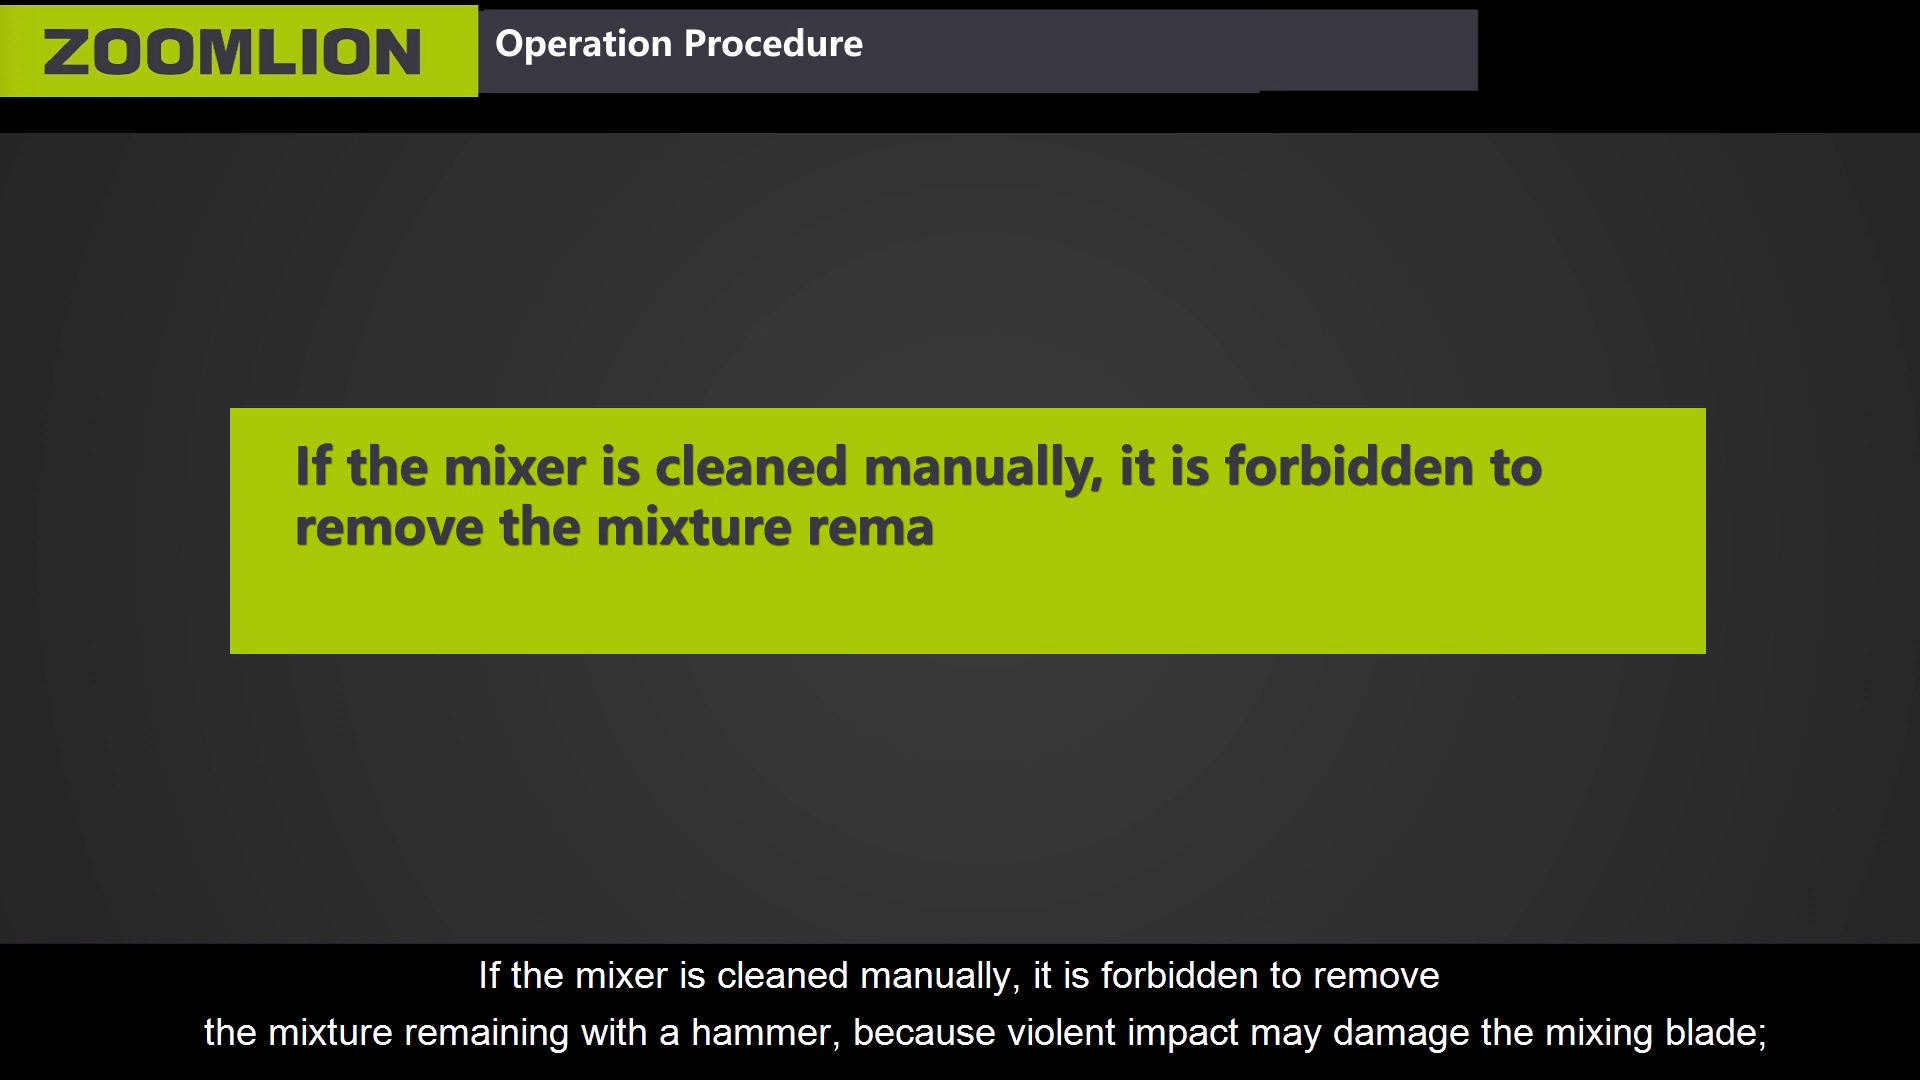 ZOOMLION
Operation Procedure
If the mixer is cleaned manually, it is forbidden to
remove the mixture rema
If the mixer is cleaned manually, it is forbidden to remove
the mixture remaining with a hammer, because violent impact may damage the mixing blade;